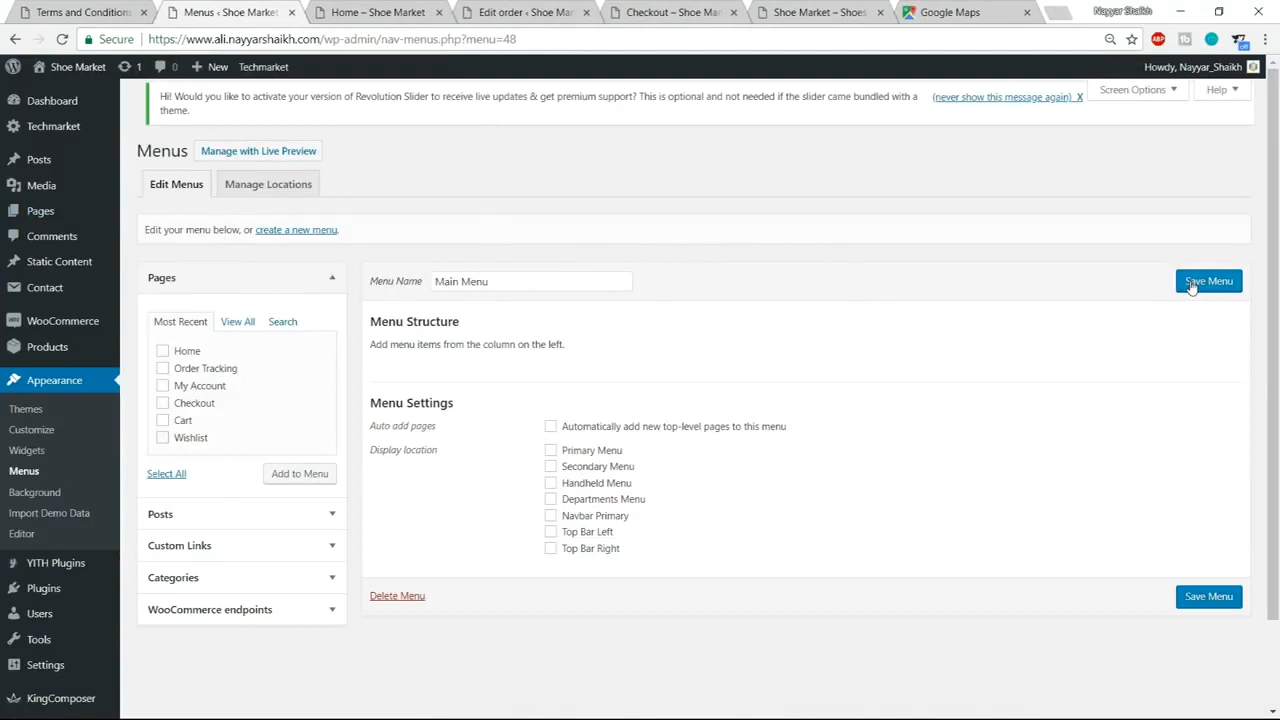 Terms and Conditions
Menus ‹ Shoe Market
Home – Shoe Market
Edit order ‹ Shoe Mar
Checkout – Shoe Mar
Shoe Market – Shoes
Google Maps
Nayyar Shaikh
Secure https://www.ali.nayyarshaikh.com/wp-admin/nav-menus.php?menu=48
ABP
off
Shoe Market 1 0 New Techmarket
Howdy, Nayyar_Shaikh
Dashboard
Techmarket
Posts
Media
Pages
Comments
Static Content
Contact
WooCommerce
Products
Appearance
Themes
Customize
Widgets
Menus
Background
Import Demo Data
Editor
YITH Plugins
Plugins
Users
Tools
Settings
KingComposer
Hi! Would you like to activate your version of Revolution Slider to receive live updates & get premium support? This is optional and not needed if the slider came bundled with a
theme.
(never show this message again) X
Screen Options
Help
Menus Manage with Live Preview
Edit Menus Manage Locations
Edit your menu below, or create a new menu.
Pages
Most Recent View All Search
Home
Order Tracking
My Account
Checkout
Cart
Wishlist
Select All Add to Menu
Posts
Custom Links
Categories
WooCommerce endpoints
Menu Name Main Menu
Save Menu
Menu Structure
Add menu items from the column on the left.
Menu Settings
Auto add pages Automatically add new top-level pages to this menu
Display location Primary Menu
Secondary Menu
Handheld Menu
Departments Menu
Navbar Primary
Top Bar Left
Top Bar Right
Delete Menu
Save Menu